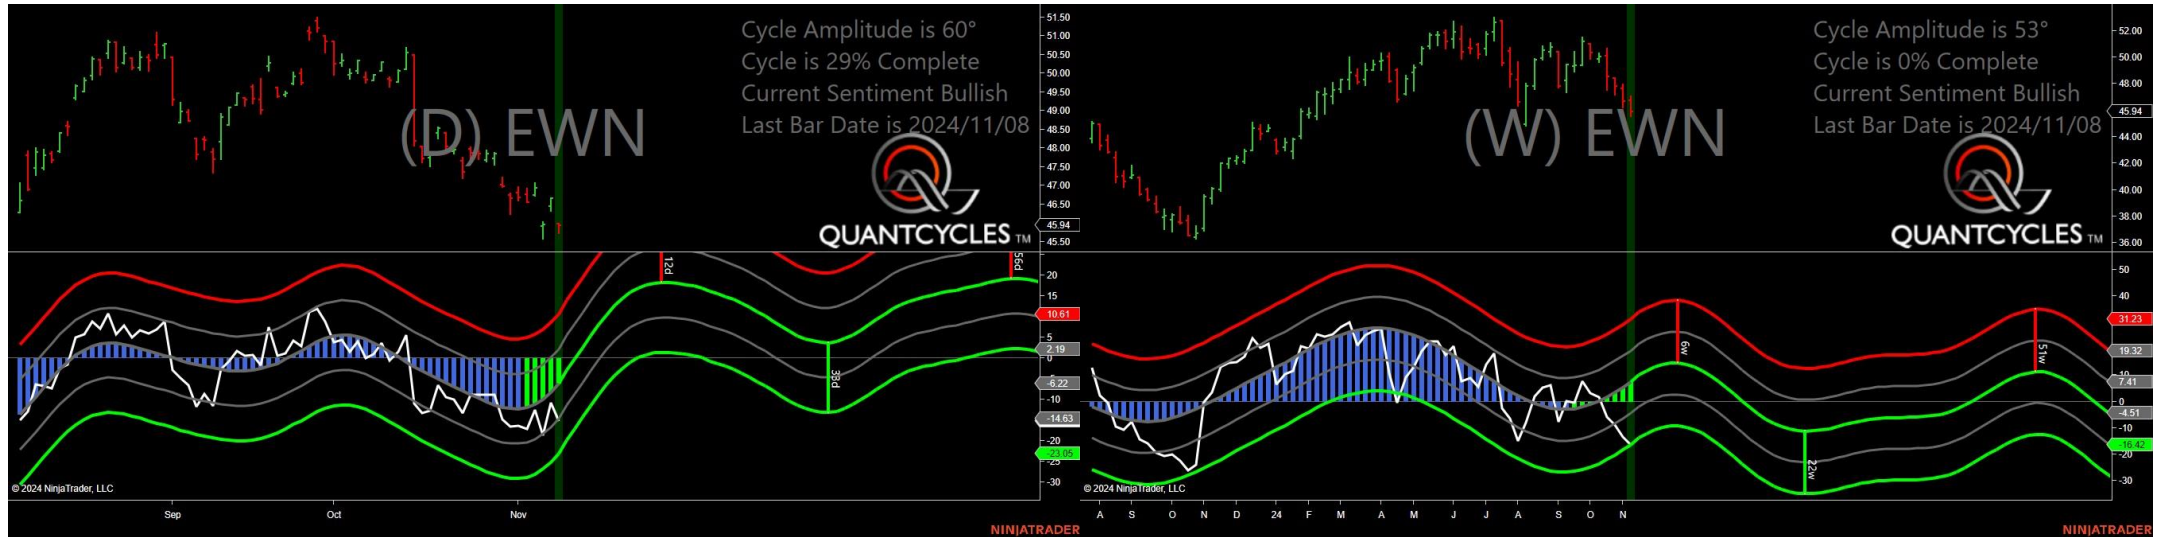 Cycle Amplitude is 60°
Cycle is 29% Complete
Current Sentiment Bullish
Last Bar Date is 2024/11/08
(D) EWN
QUANTCYCLES TM
51.50
51.00
50.50
50.00
49.50
49.00
48.50
48.00
47.50
47.00
46.50
45.94
45.50
12d
56d
38d
20
15
10.61
5
2.19
0
-6.22
-10
-14.63
-20
-23.05
-25
-30
© 2024 NinjaTrader, LLC
Sep
Oct
Nov
NINJATRADER
Cycle Amplitude is 53°
Cycle is 0% Complete
Current Sentiment Bullish
Last Bar Date is 2024/11/08
(W) EWN
QUANTCYCLES TM
52.00
50.00
48.00
45.94
44.00
42.00
40.00
38.00
36.00
6w
51w
22w
50
40
31.23
19.32
10
7.41
0
-4.51
-10
-16.42
-20
-30
© 2024 NinjaTrader, LLC
A S O N D 24 F M A M J J A S O N
NINJATRADER